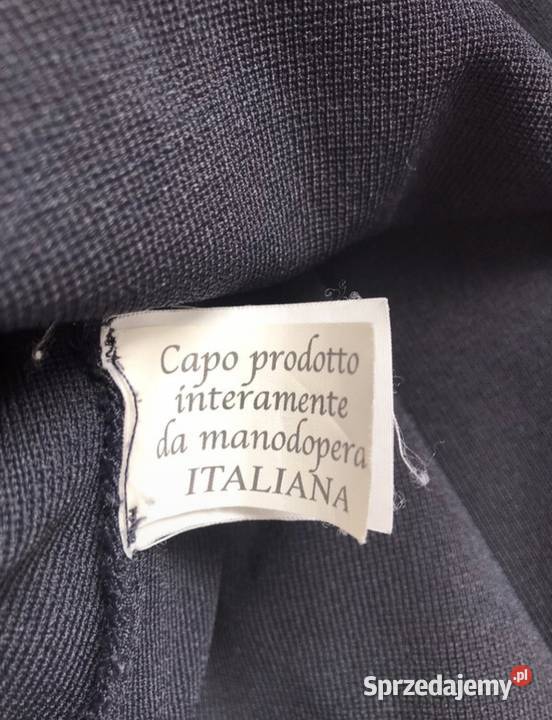 Capo prodotto
interamente
da manodopera
ITALIANA
Sprzedajemy.pl